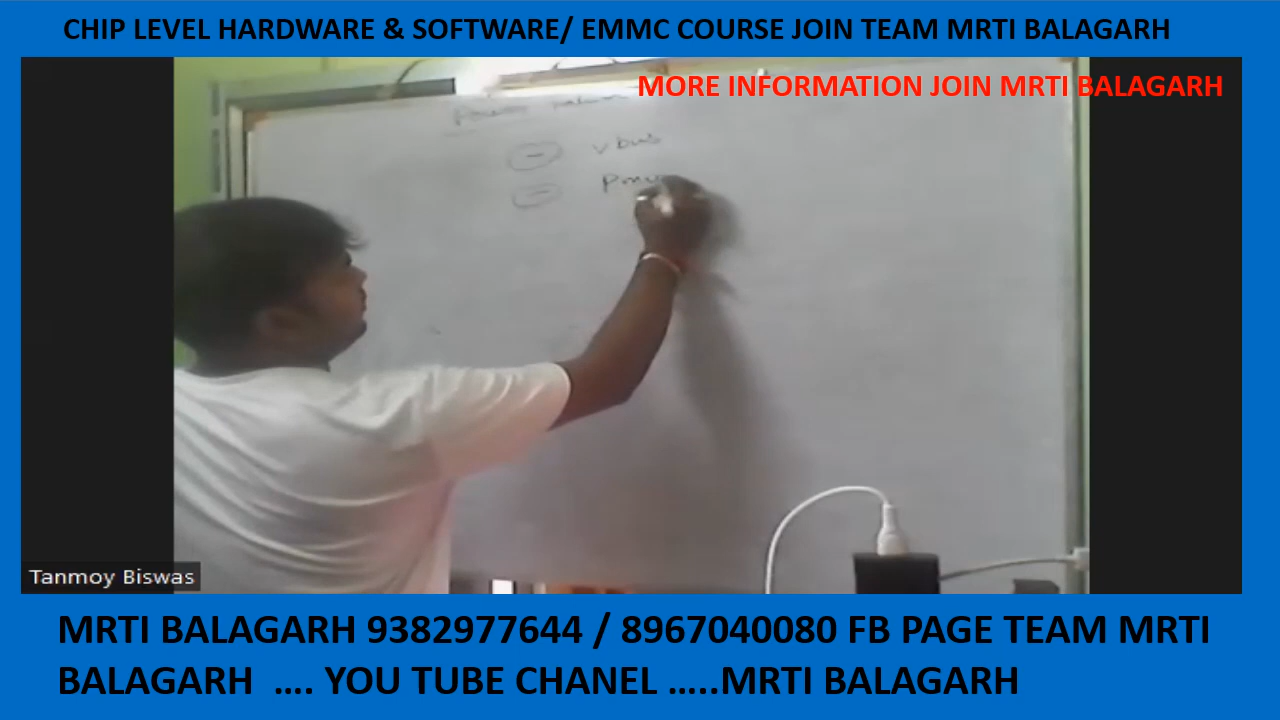 CHIP LEVEL HARDWARE & SOFTWARE/ EMMC COURSE JOIN TEAM MRTI BALAGARH
MORE INFORMATION JOIN MRTI BALAGARH
vbus
Tanmoy Biswas
MRTI BALAGARH 9382977644 / 8967040080 FB PAGE TEAM MRTI
BALAGARH …. YOU TUBE CHANEL …..MRTI BALAGARH